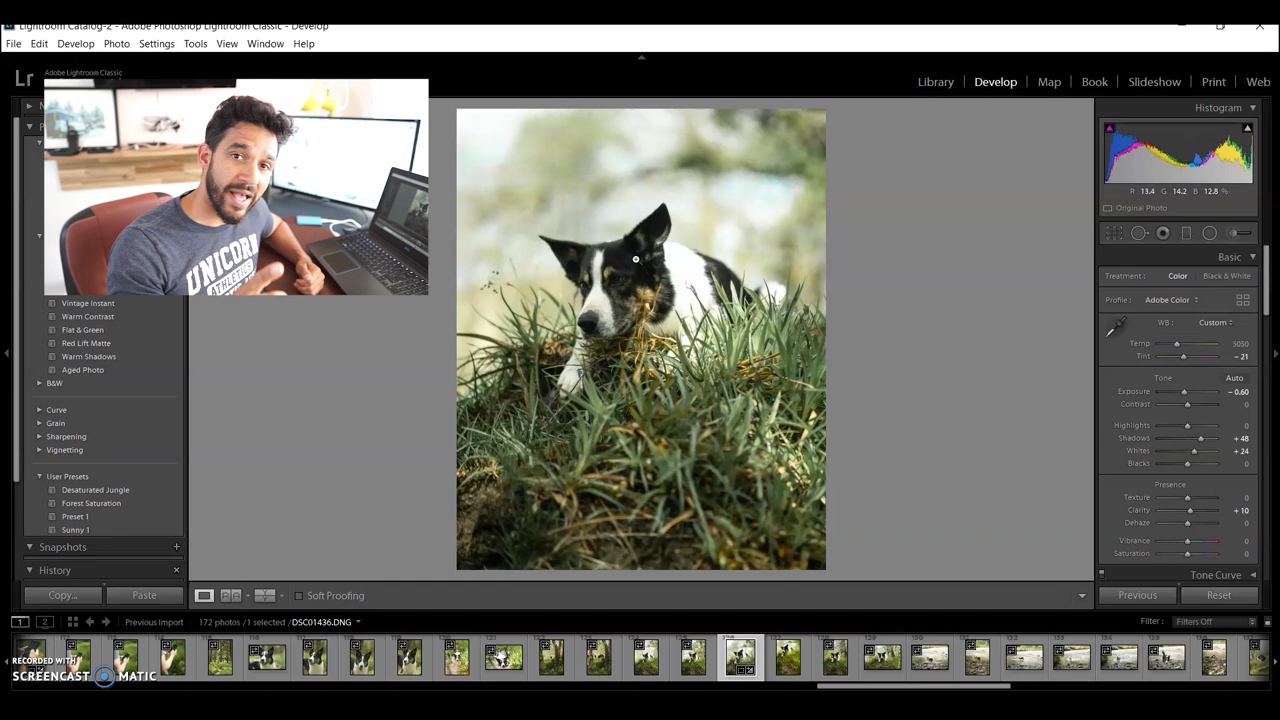 Lightroom Catalog-2 - Adobe Photoshop Lightroom Classic - Develop
File Edit Develop Photo Settings Tools View Window Help
Lr
Adobe Lightroom Classic
Library | Develop | Map | Book | Slideshow | Print | Web
UNICORN
ATHLETICS
Vintage Instant
Warm Contrast
Flat & Green
Red Lift Matte
Warm Shadows
Aged Photo
B&W
Curve
Grain
Sharpening
Vignetting
User Presets
Desaturated Jungle
Forest Saturation
Preset 1
Sunny 1
Snapshots +
History ×
Copy... Paste
Soft Proofing
Histogram
R 13.4 G 14.2 B 12.8 %
Original Photo
Basic
Treatment : Color | Black & White
Profile : Adobe Color
WB : Custom
Temp 5050
Tint – 21
Tone Auto
Exposure – 0.60
Contrast 0
Highlights 0
Shadows + 48
Whites + 24
Blacks 0
Presence
Texture 0
Clarity + 10
Dehaze 0
Vibrance 0
Saturation 0
Tone Curve
Previous Reset
1 2 Previous Import 172 photos / 1 selected / DSC01436.DNG Filter : Filters Off
RECORDED WITH
SCREENCAST MATIC